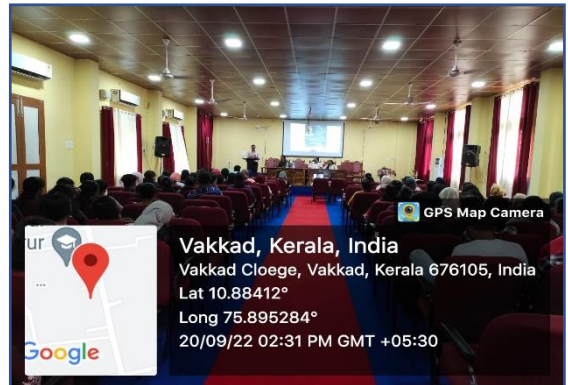 GPS Map Camera
ur
...
Google
Vakkad, Kerala, India
Vakkad Cloege, Vakkad, Kerala 676105, India
Lat 10.88412°
Long 75.895284°
20/09/22 02:31 PM GMT +05:30